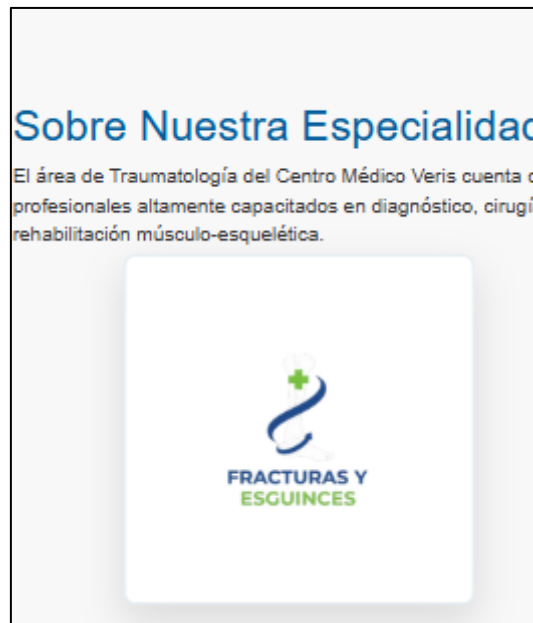 Sobre Nuestra Especialidad
El área de Traumatología del Centro Médico Veris cuenta
profesionales altamente capacitados en diagnóstico,
rehabilitación músculo-esquelética.
FRACTURAS Y
ESGUINCES